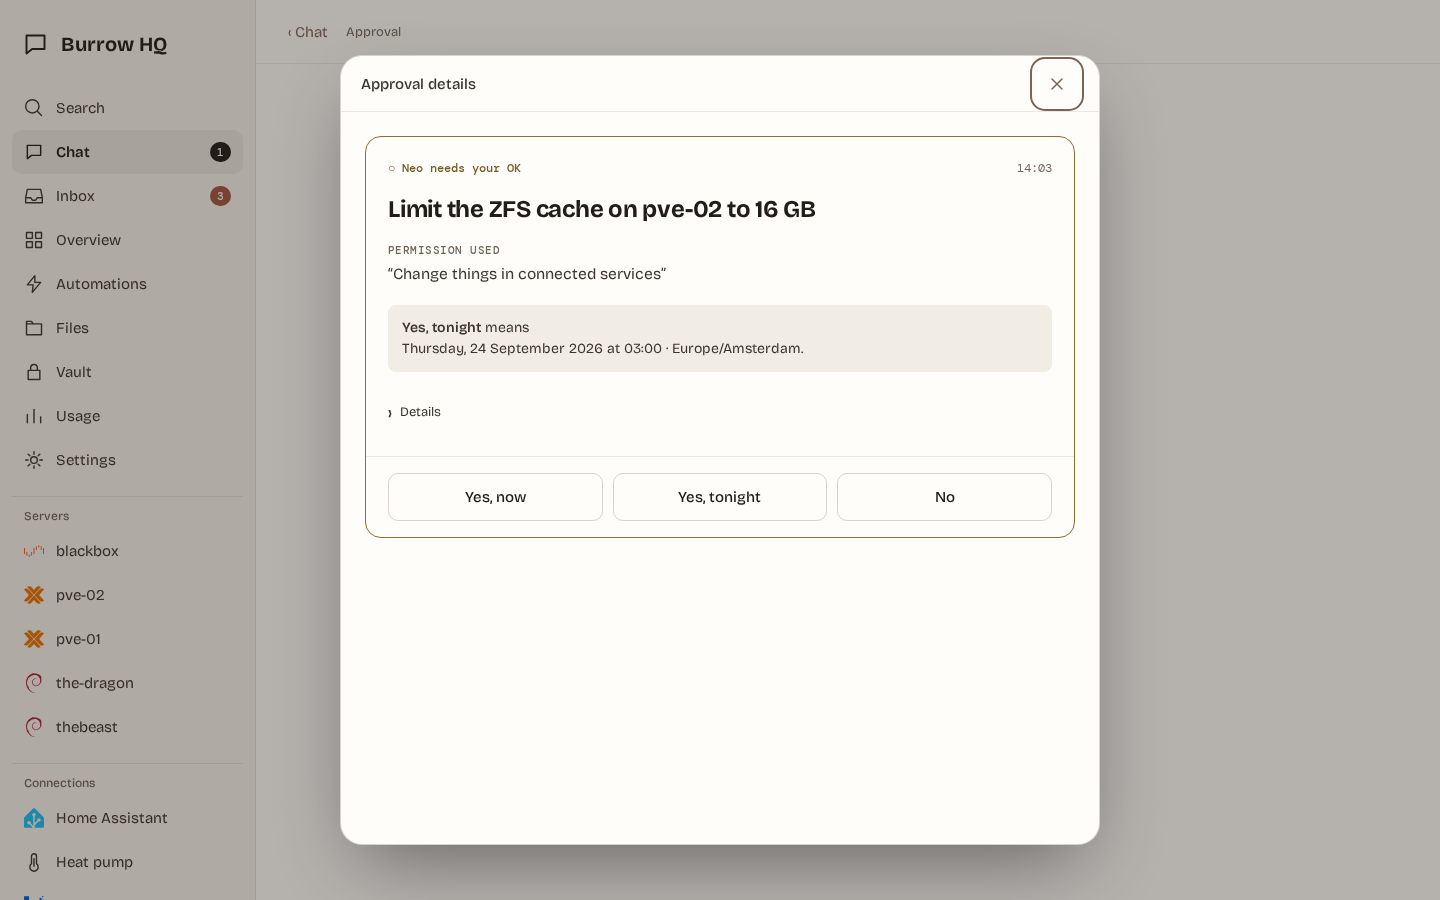 Burrow HQ
Search
Chat 1
Inbox 3
Overview
Automations
Files
Vault
Usage
Settings
Servers
blackbox
pve-02
pve-01
the-dragon
thebeast
Connections
Home Assistant
Heat pump
‹ Chat Approval
Approval details
○ Neo needs your OK 14:03
Limit the ZFS cache on pve-02 to 16 GB
PERMISSION USED
“Change things in connected services”
Yes, tonight means
Thursday, 24 September 2026 at 03:00 · Europe/Amsterdam.
› Details
Yes, now Yes, tonight No